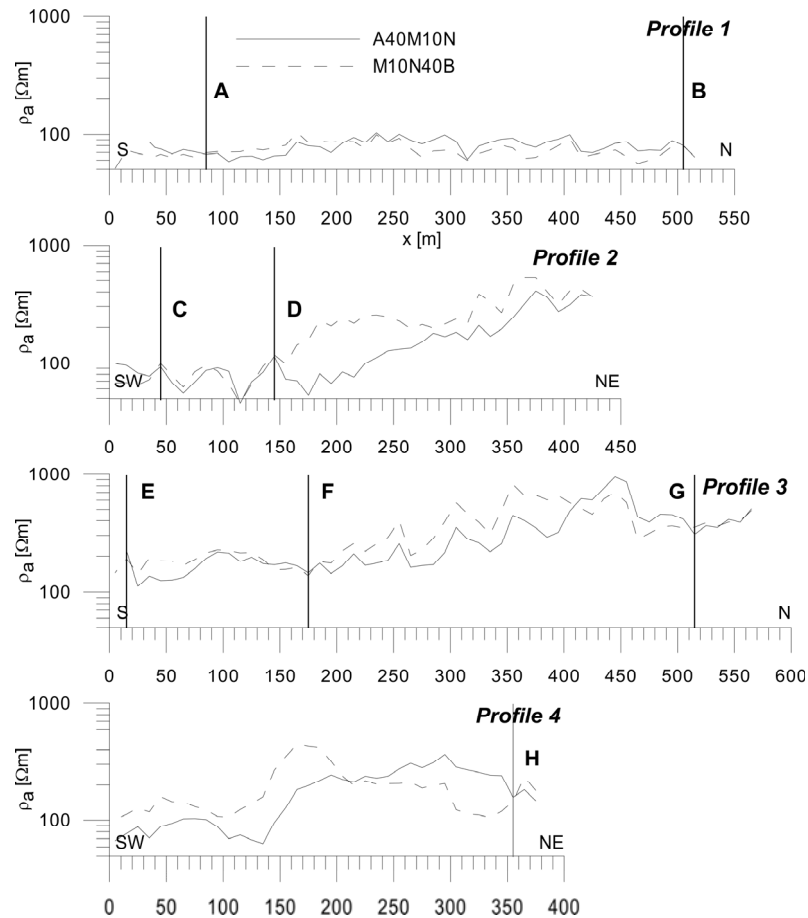 1000
Profile 1
A40M10N
M10N40B
A
B
ρa [Ωm]
100
S
N
0 50 100 150 200 250 300 350 400 450 500 550
x [m]
1000
Profile 2
C
D
ρa [Ωm]
100
SW
NE
0 50 100 150 200 250 300 350 400 450
1000
E
F
G
Profile 3
ρa [Ωm]
100
S
N
0 50 100 150 200 250 300 350 400 450 500 550 600
1000
Profile 4
H
ρa [Ωm]
100
SW
NE
0 50 100 150 200 250 300 350 400